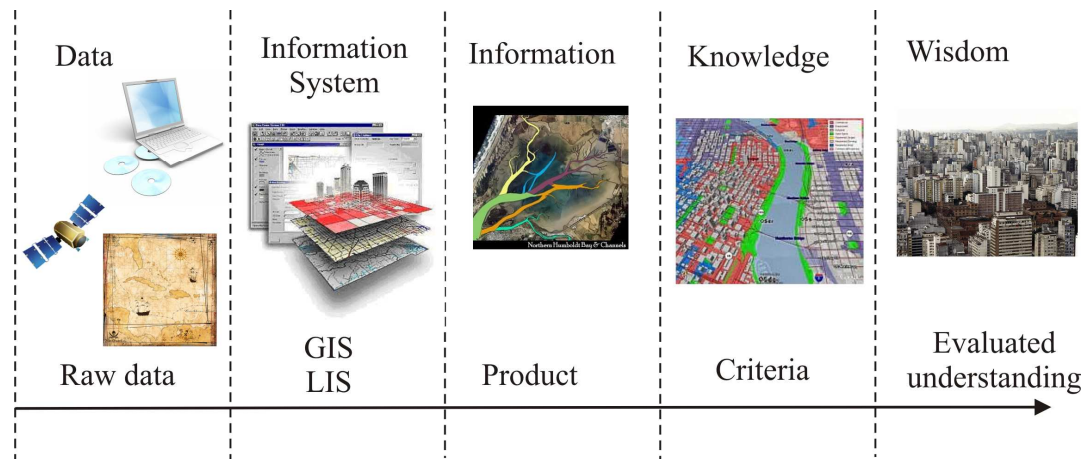 Data
Information
System
Information
Knowledge
Wisdom
Northern Humboldt Bay & Channels
Raw data
GIS
LIS
Product
Criteria
Evaluated
understanding